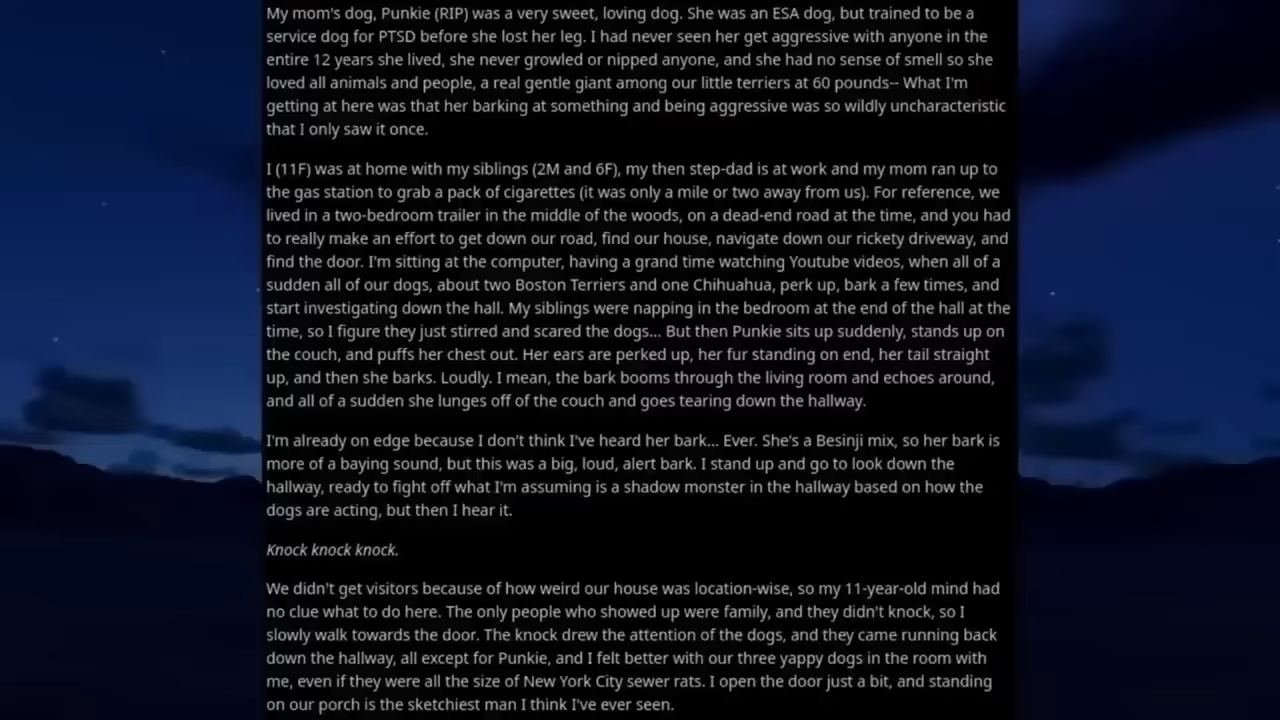 My mom's dog, Punkie (RIP) was a very sweet, loving dog. She was an ESA dog, but trained to be a
service dog for PTSD before she lost her leg. I had never seen her get aggressive with anyone in the
entire 12 years she lived, she never growled or nipped anyone, and she had no sense of smell so she
loved all animals and people, a real gentle giant among our little terriers at 60 pounds-- What I'm
getting at here was that her barking at something and being aggressive was so wildly uncharacteristic
that I only saw it once.
I (11F) was at home with my siblings (2M and 6F), my then step-dad is at work and my mom ran up to
the gas station to grab a pack of cigarettes (it was only a mile or two away from us). For reference, we
lived in a two-bedroom trailer in the middle of the woods, on a dead-end road at the time, and you had
to really make an effort to get down our road, find our house, navigate down our rickety driveway, and
find the door. I'm sitting at the computer, having a grand time watching Youtube videos, when all of a
sudden all of our dogs, about two Boston Terriers and one Chihuahua, perk up, bark a few times, and
start investigating down the hall. My siblings were napping in the bedroom at the end of the hall at the
time, so I figure they just stirred and scared the dogs... But then Punkie sits up suddenly, stands up on
the couch, and puffs her chest out. Her ears are perked up, her fur standing on end, her tail straight
up, and then she barks. Loudly. I mean, the bark booms through the living room and echoes around,
and all of a sudden she lunges off of the couch and goes tearing down the hallway.
I'm already on edge because I don't think I've heard her bark... Ever. She's a Besinji mix, so her bark is
more of a baying sound, but this was a big, loud, alert bark. I stand up and go to look down the
hallway, ready to fight off what I'm assuming is a shadow monster in the hallway based on how the
dogs are acting, but then I hear it.
Knock knock knock.
We didn't get visitors because of how weird our house was location-wise, so my 11-year-old mind had
no clue what to do here. The only people who showed up were family, and they didn't knock, so I
slowly walk towards the door. The knock drew the attention of the dogs, and they came running back
down the hallway, all except for Punkie, and I felt better with our three yappy dogs in the room with
me, even if they were all the size of New York City sewer rats. I open the door just a bit, and standing
on our porch is the sketchiest man I think I've ever seen.